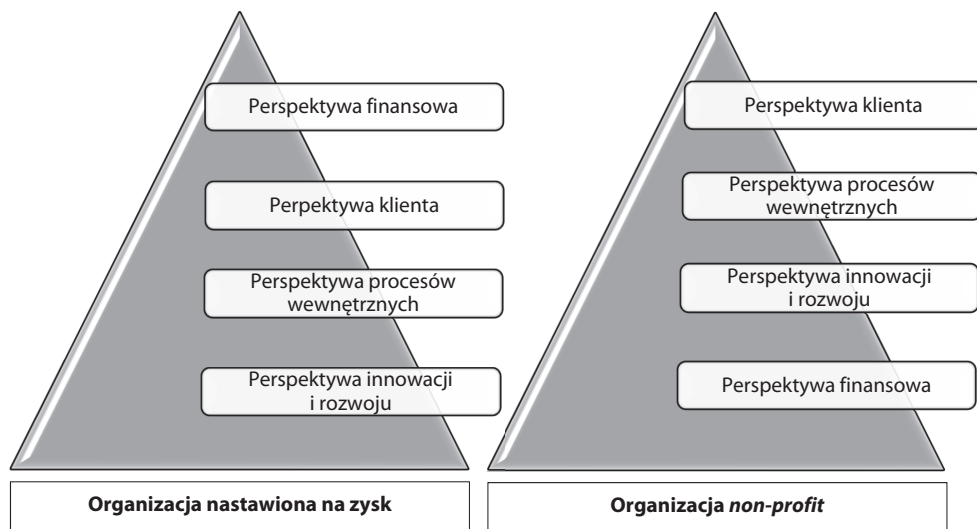 Perspektywa finansowa
Perpektywa klienta
Perspektywa procesów
wewnętrznych
Perspektywa innowacji
i rozwoju
Organizacja nastawiona na zysk
Perspektywa klienta
Perspektywa procesów
wewnętrznych
Perspektywa innowacji
i rozwoju
Perspektywa finansowa
Organizacja non-profit